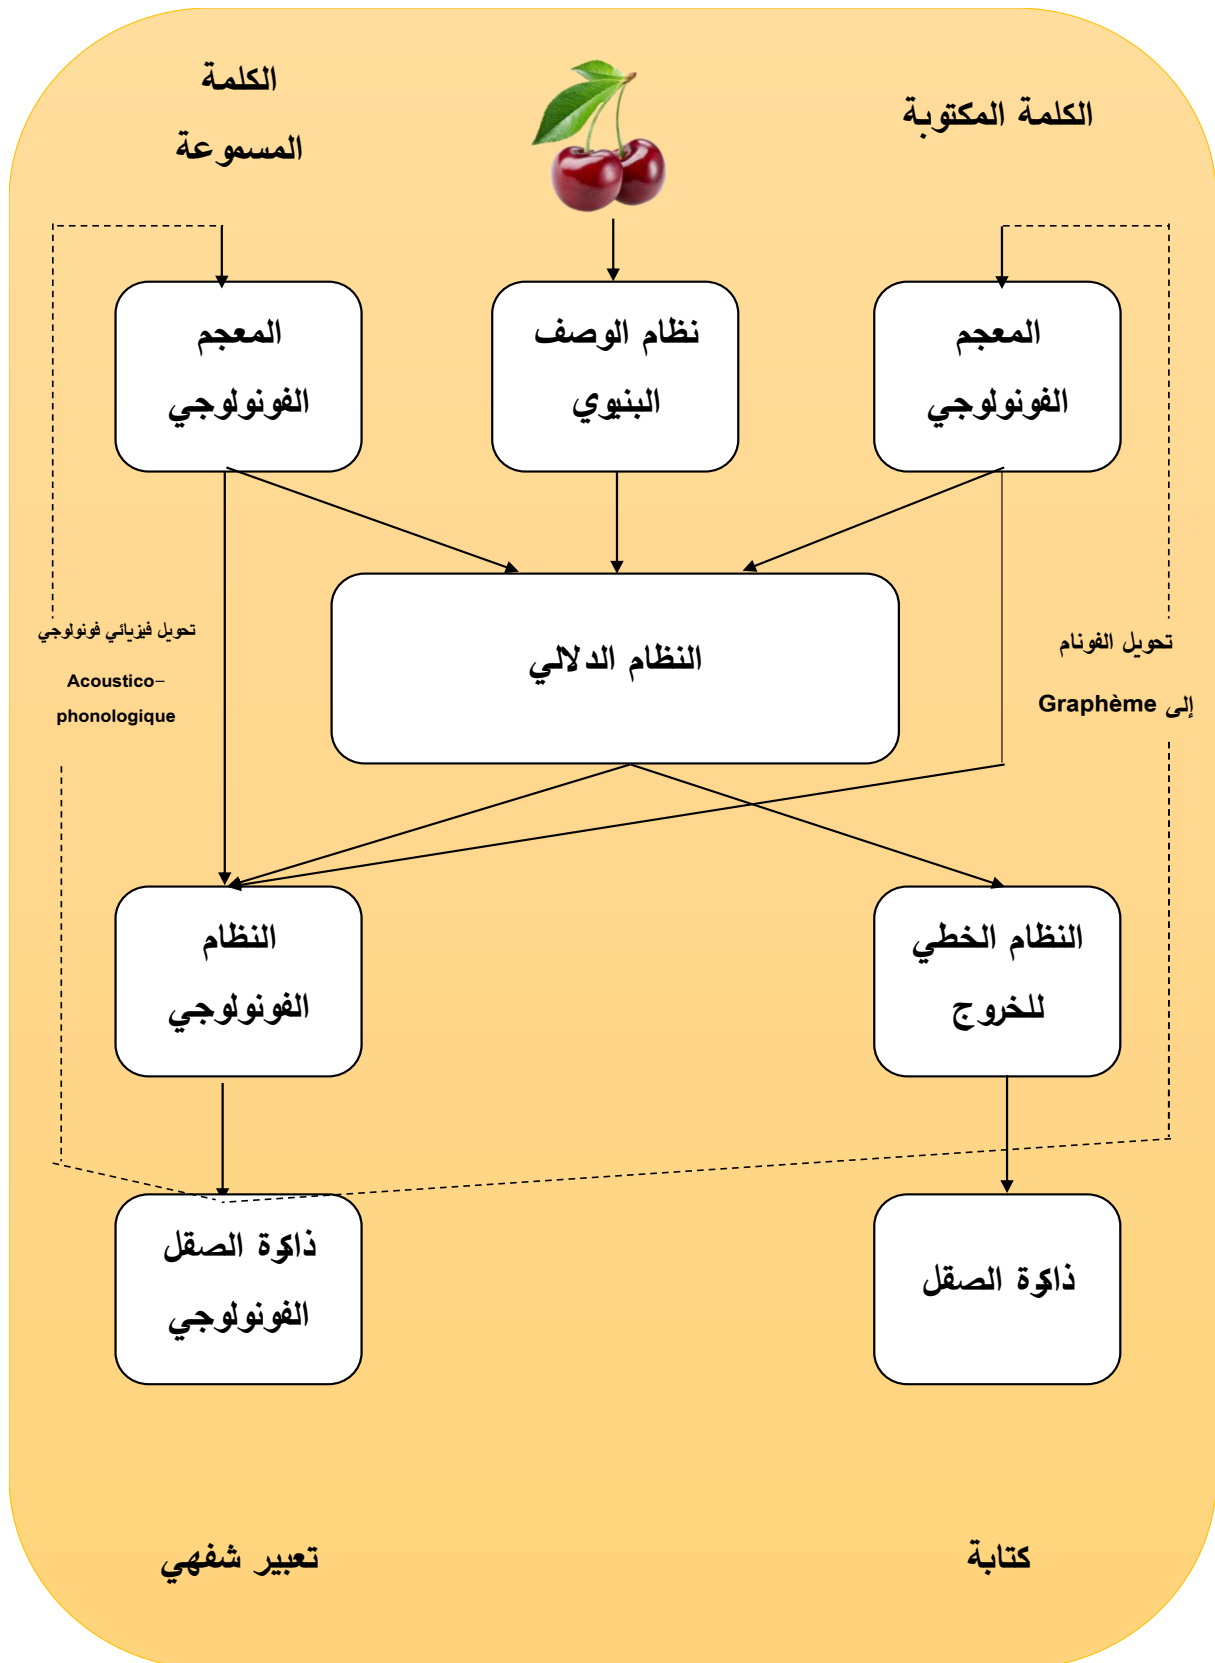 الكلمة
المسموعة
الكلمة المكتوبة
المعجم
الفونولوجي
نظام الوصف
البنيوي
المعجم
الفونولوجي
النظام الدلالي
تحويل فيزيائي فونولوجي
Acoustico–
phonologique
تحويل الفونام
إلى Graphème
النظام
الفونولوجي
النظام الخطي
للخروج
ذاكرة الصقل
الفونولوجي
ذاكرة الصقل
تعبير شفهي
كتابة